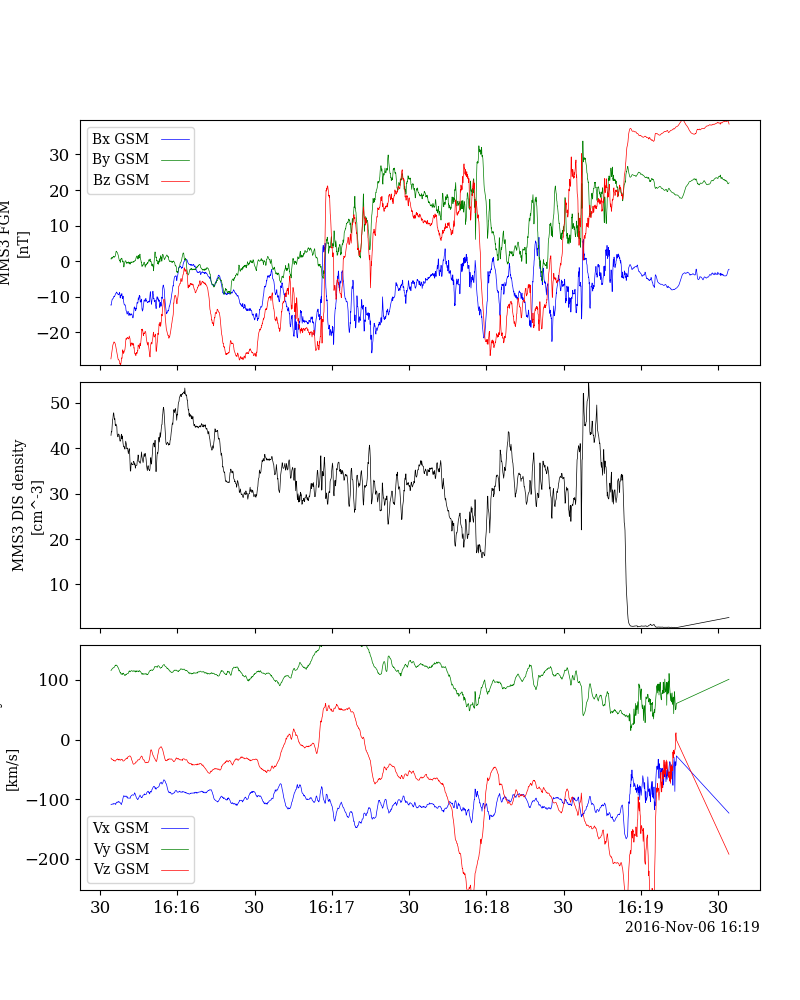 MMS3 FGM
[nT]
30
20
10
0
−10
−20
Bx GSM
By GSM
Bz GSM
MMS3 DIS density
[cm^-3]
50
40
30
20
10
[km/s]
100
0
−100
−200
Vx GSM
Vy GSM
Vz GSM
30 16:16 30 16:17 30 16:18 30 16:19 30
2016-Nov-06 16:19